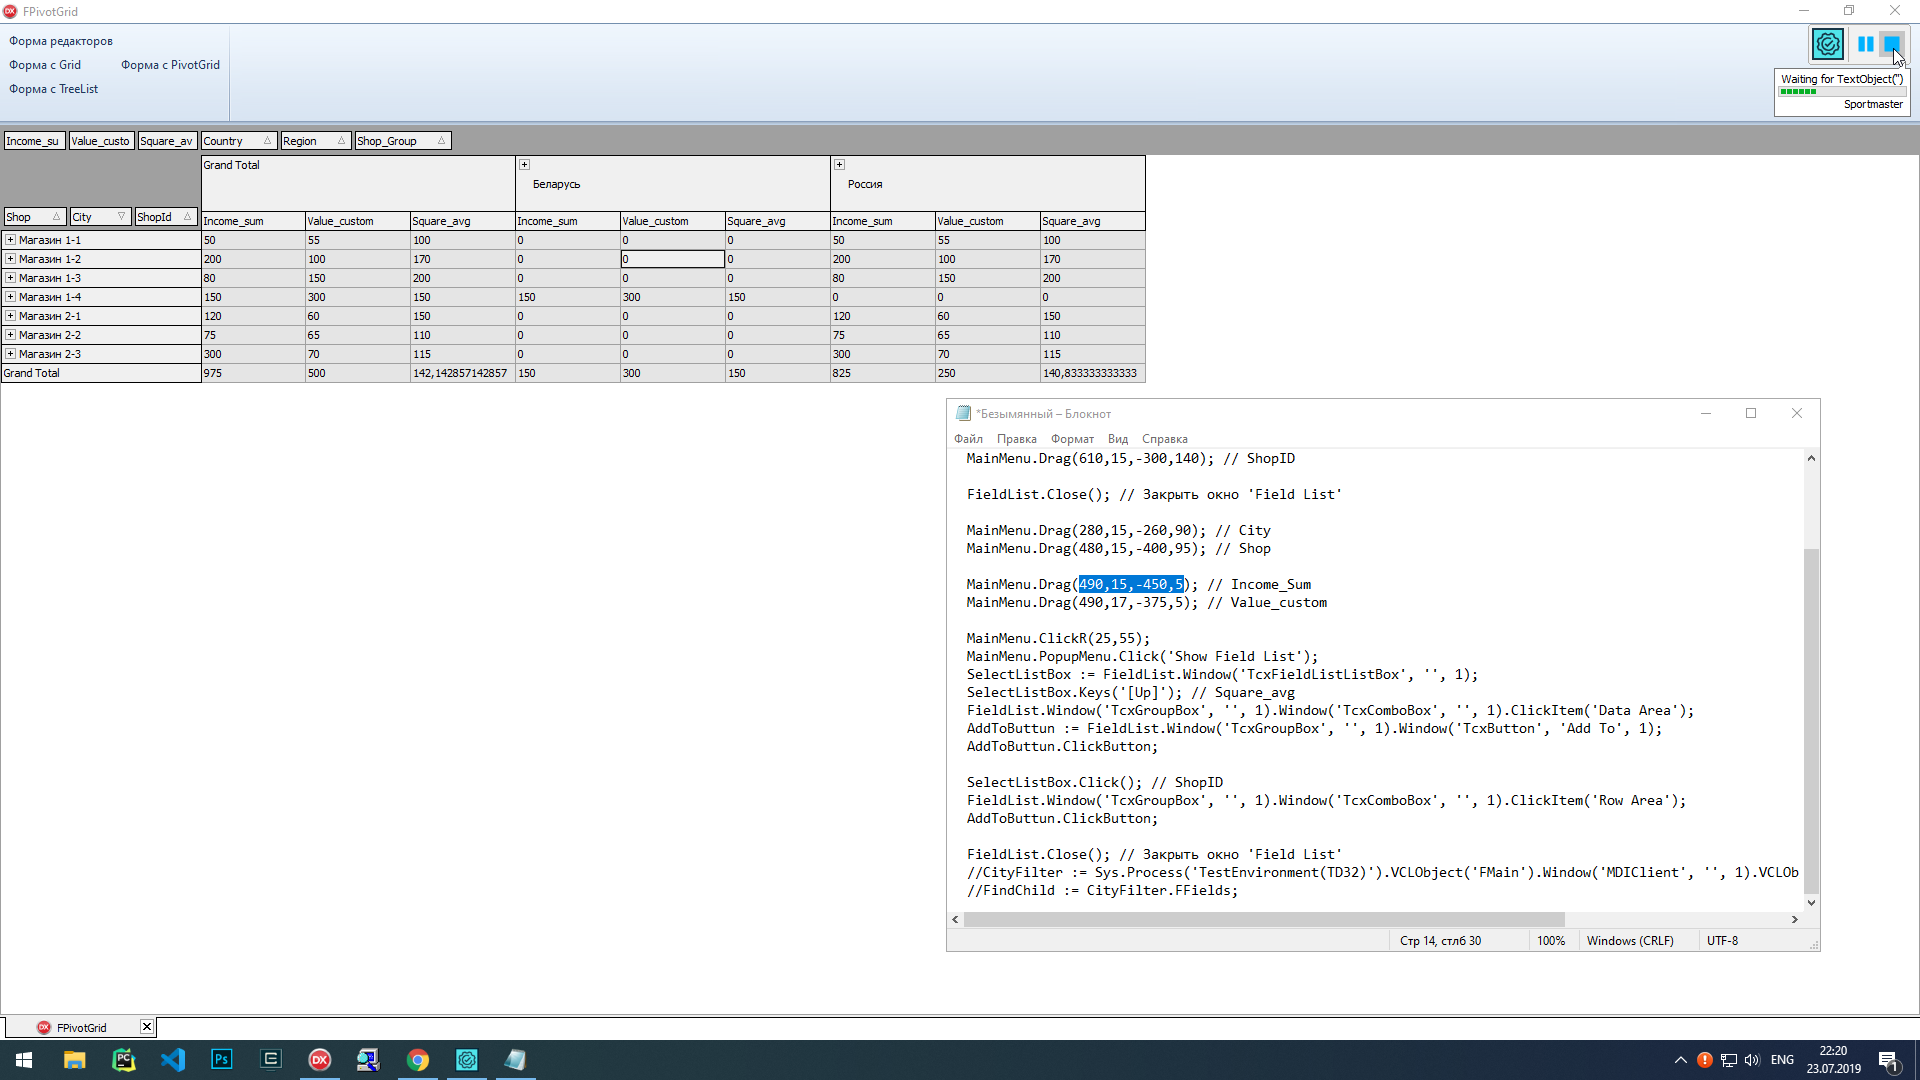 FPivotGrid
Форма редакторов
Форма с Grid Форма с PivotGrid
Форма с TreeList
Waiting for TextObject('')
Sportmaster
Income_su Value_custo Square_av Country Region Shop_Group
Grand Total
Беларусь Россия
Shop City ShopId Income_sum Value_custom Square_avg Income_sum Value_custom Square_avg Income_sum Value_custom Square_avg
Магазин 1-1 50 55 100 0 0 0 50 55 100
Магазин 1-2 200 100 170 0 0 0 200 100 170
Магазин 1-3 80 150 200 0 0 0 80 150 200
Магазин 1-4 150 300 150 150 300 150 0 0 0
Магазин 2-1 120 60 150 0 0 0 120 60 150
Магазин 2-2 75 65 110 0 0 0 75 65 110
Магазин 2-3 300 70 115 0 0 0 300 70 115
Grand Total 975 500 142,142857142857 150 300 150 825 250 140,833333333333
*Безымянный – Блокнот
Файл Правка Формат Вид Справка
MainMenu.Drag(610,15,-300,140); // ShopID
FieldList.Close(); // Закрыть окно 'Field List'
MainMenu.Drag(280,15,-260,90); // City
MainMenu.Drag(480,15,-400,95); // Shop
MainMenu.Drag(490,15,-450,5); // Income_Sum
MainMenu.Drag(490,17,-375,5); // Value_custom
MainMenu.ClickR(25,55);
MainMenu.PopupMenu.Click('Show Field List');
SelectListBox := FieldList.Window('TcxFieldListListBox', '', 1);
SelectListBox.Keys('[Up]'); // Square_avg
FieldList.Window('TcxGroupBox', '', 1).Window('TcxComboBox', '', 1).ClickItem('Data Area');
AddToButtun := FieldList.Window('TcxGroupBox', '', 1).Window('TcxButton', 'Add To', 1);
AddToButtun.ClickButton;
SelectListBox.Click(); // ShopID
FieldList.Window('TcxGroupBox', '', 1).Window('TcxComboBox', '', 1).ClickItem('Row Area');
AddToButtun.ClickButton;
FieldList.Close(); // Закрыть окно 'Field List'
//CityFilter := Sys.Process('TestEnvironment(TD32)').VCLObject('FMain').Window('MDIClient', '', 1).VCLOb
//FindChild := CityFilter.FFields;
Стр 14, стлб 30 100% Windows (CRLF) UTF-8
FPivotGrid
ENG 22:20
23.07.2019